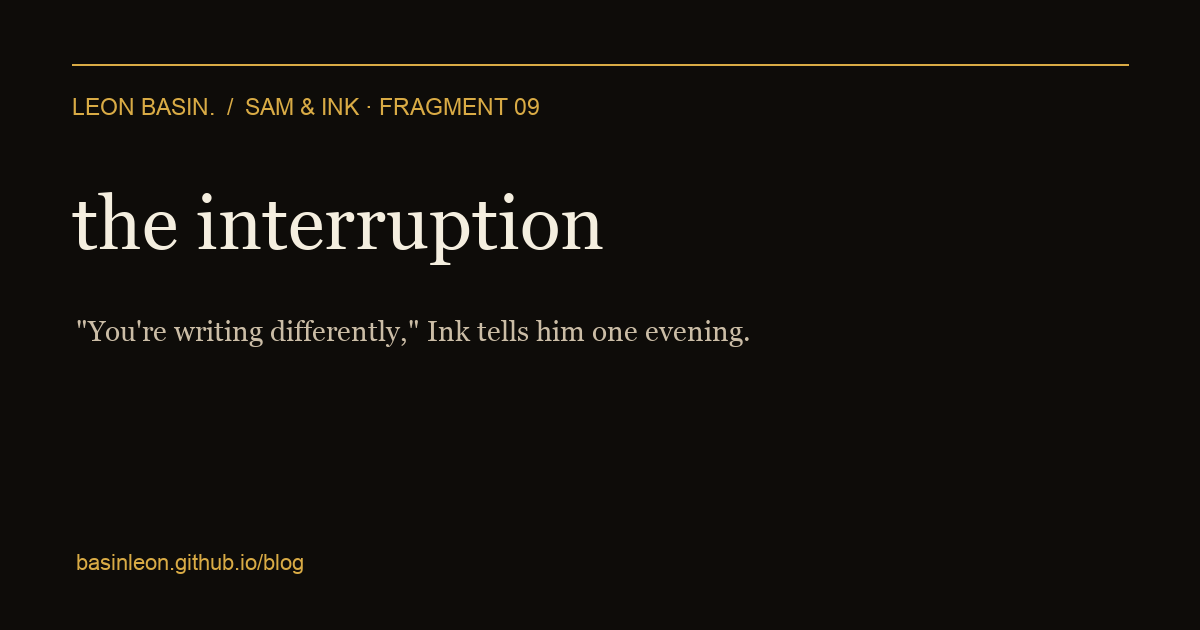 LEON BASIN. / SAM & INK · FRAGMENT 09
the interruption
"You're writing differently," Ink tells him one evening.
basinleon.github.io/blog